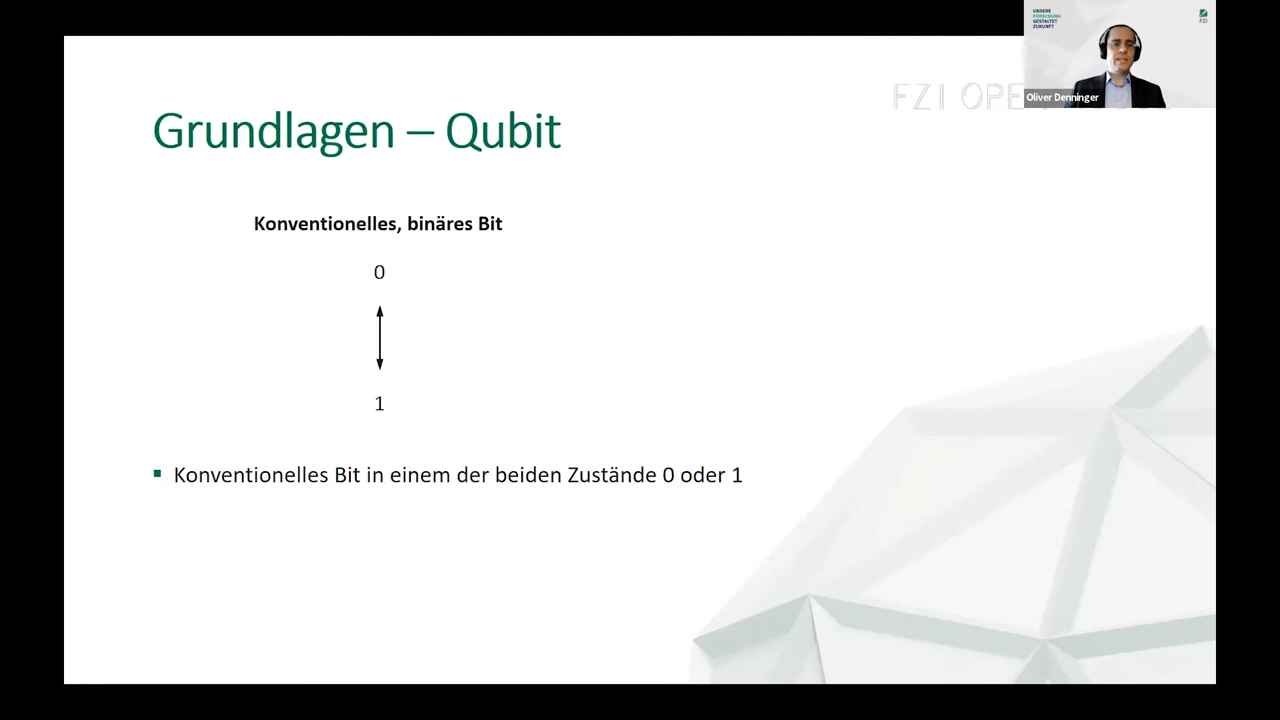 UNSERE
FORSCHUNG
GESTALTET
ZUKUNFT
FZI
Oliver Denninger
FZI
Grundlagen – Qubit
Konventionelles, binäres Bit
0
1
Konventionelles Bit in einem der beiden Zustände 0 oder 1